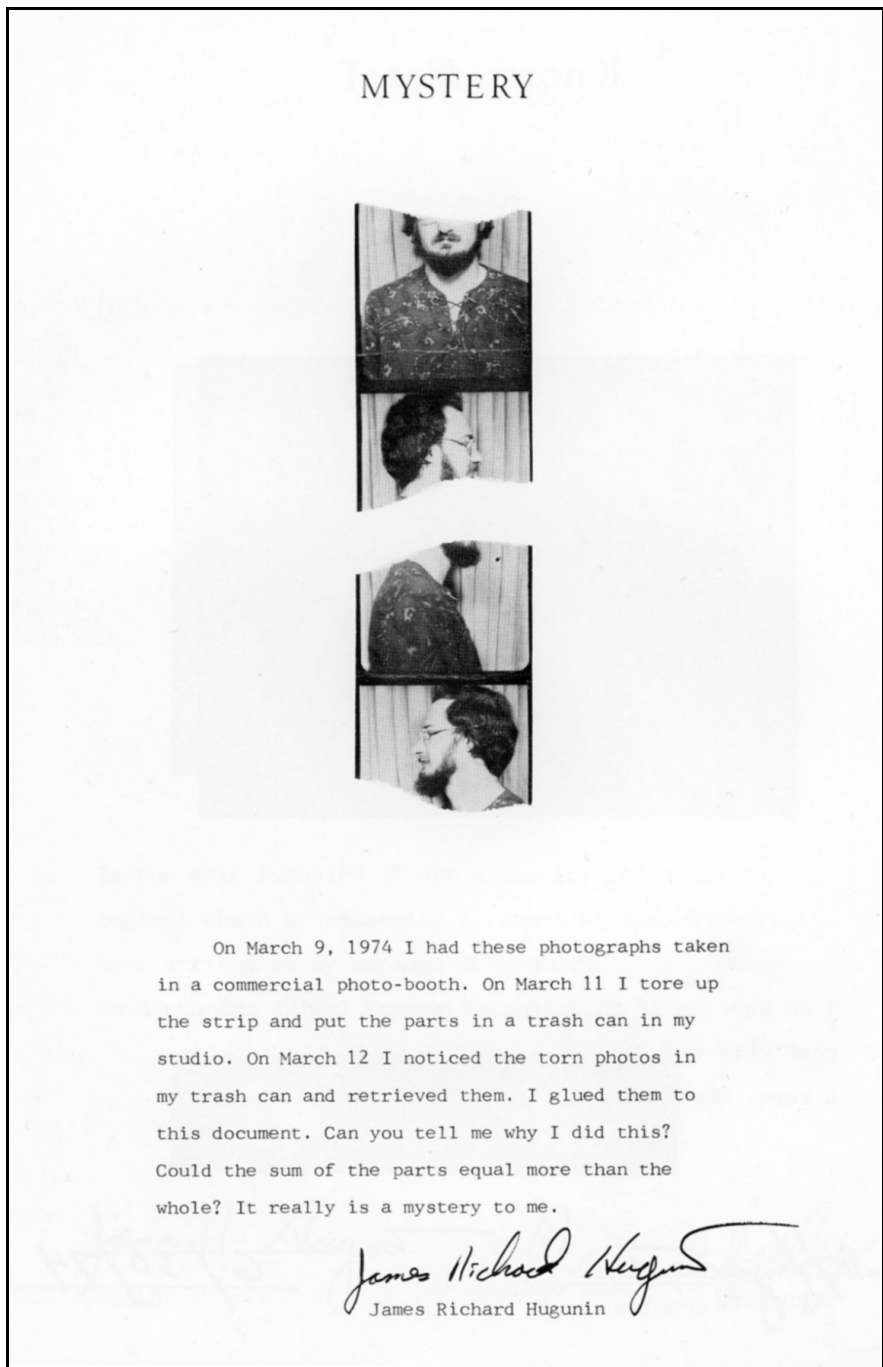 MYSTERY
On March 9, 1974 I had these photographs taken
in a commercial photo-booth. On March 11 I tore up
the strip and put the parts in a trash can in my
studio. On March 12 I noticed the torn photos in
my trash can and retrieved them. I glued them to
this document. Can you tell me why I did this?
Could the sum of the parts equal more than the
whole? It really is a mystery to me.
James Richard Hugunin
James Richard Hugunin